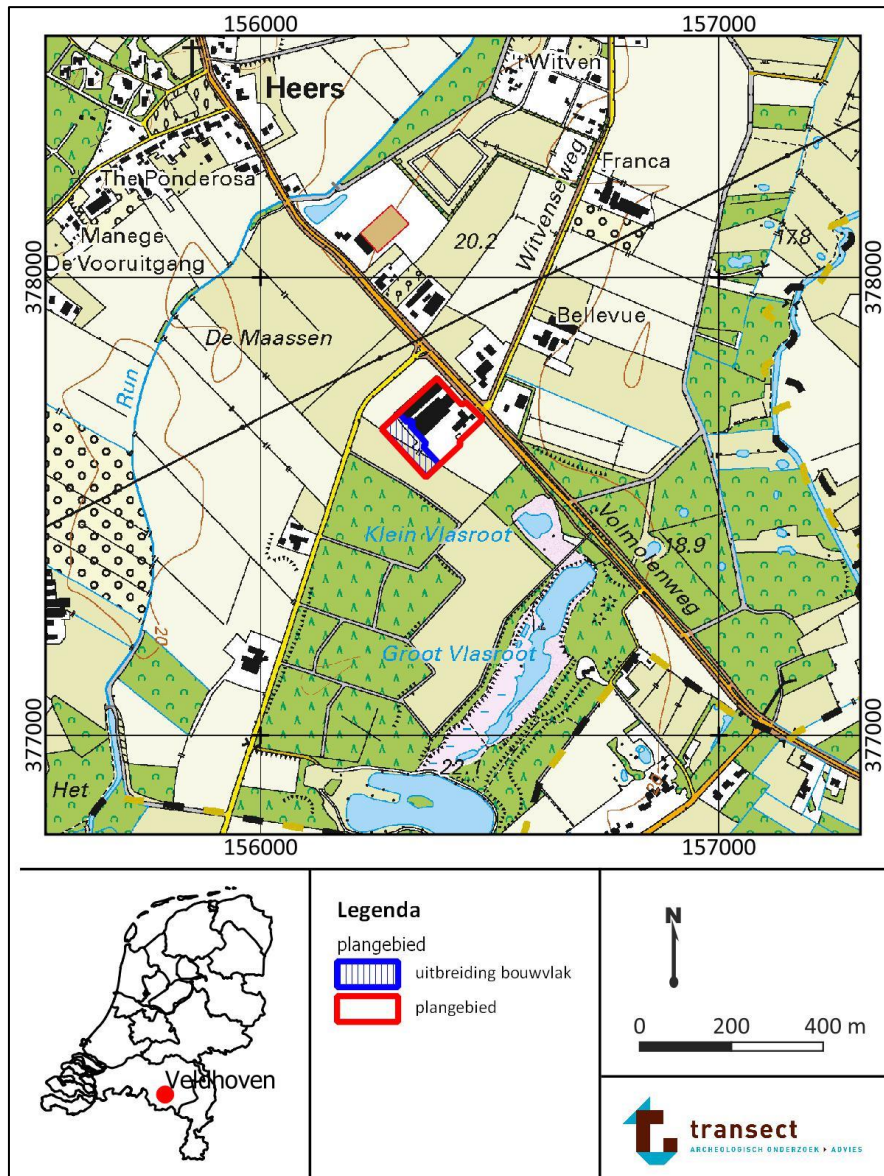 156000
157000
't Witven
Heers
Witvenseweg
Franca
The Ponderosa
20.2
17.8
Manege
De Vooruitgang
378000
378000
De Maassen
Bellevue
Run
Klein Vlasroot
Volmolenweg
18.9
20
Groot Vlasroot
377000
377000
Het
156000
157000
Legenda
plangebied
uitbreiding bouwvlak
plangebied
N
0 200 400 m
Veldhoven
transect
ARCHEOLOGISCH ONDERZOEK ▸ ADVIES